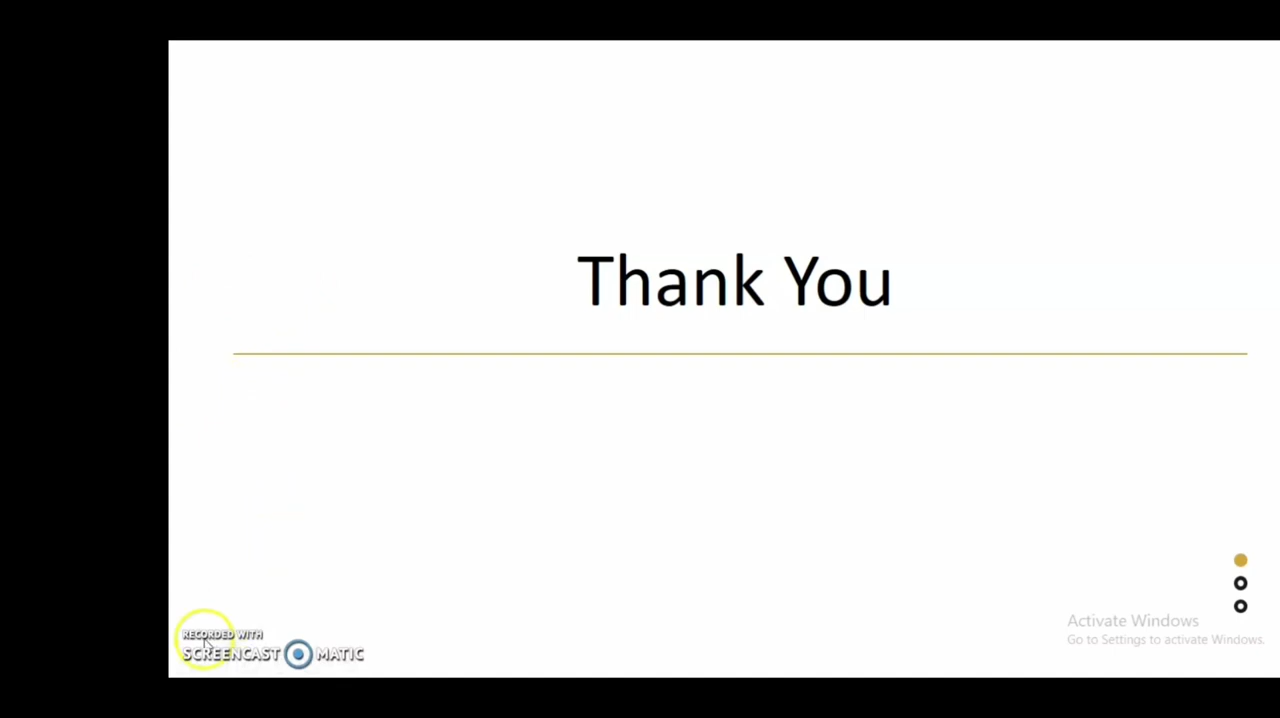 Thank You
Activate Windows
Go to Settings to activate Windows.
RECORDED WITH
SCREENCAST MATIC